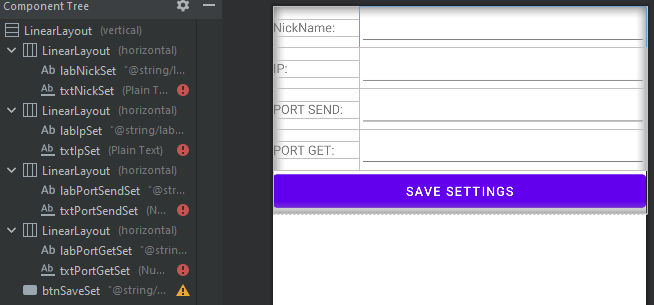 Component Tree
LinearLayout (vertical)
LinearLayout (horizontal)
Ab labNickSet "@string/l...
Ab txtNickSet (Plain T...
LinearLayout (horizontal)
Ab labIpSet "@string/lab...
Ab txtIpSet (Plain Text)
LinearLayout (horizontal)
Ab labPortSendSet "@...
Ab txtPortSendSet (N...
LinearLayout (horizontal)
Ab labPortGetSet "@strin...
Ab txtPortGetSet (Nu...
btnSaveSet "@string/...
NickName:
IP:
PORT SEND:
PORT GET:
SAVE SETTINGS